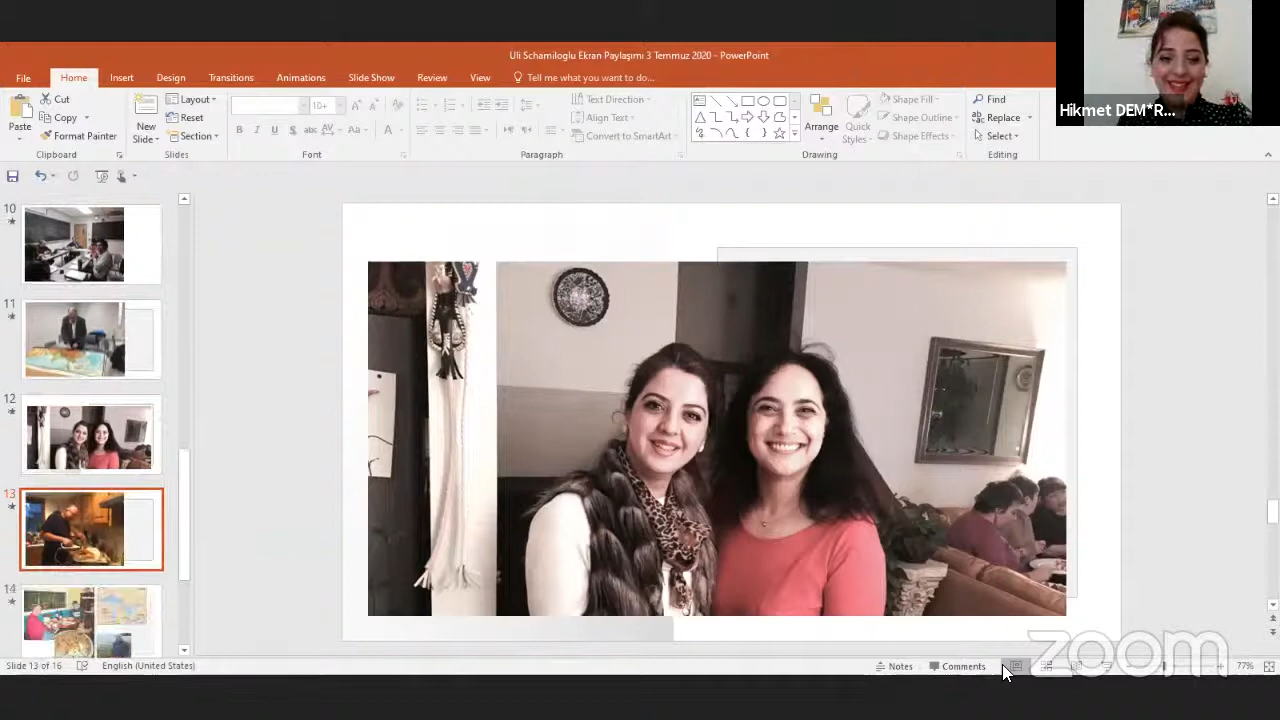 Uli Schamiloglu Ekran Paylaşımı 3 Temmuz 2020 - PowerPoint
File Home Insert Design Transitions Animations Slide Show Review View Tell me what you want to do...
Paste
Cut
Copy
Format Painter
Clipboard
New Slide
Layout
Reset
Section
Slides
10+
B I U S abc AV Aa A
Font
Text Direction
Align Text
Convert to SmartArt
Paragraph
Arrange
Quick Styles
Shape Fill
Shape Outline
Shape Effects
Drawing
Find
Replace
Select
Editing
Hikmet DEM*R...
10
11
12
13
14
Slide 13 of 16 English (United States) Notes Comments 77%
zoom